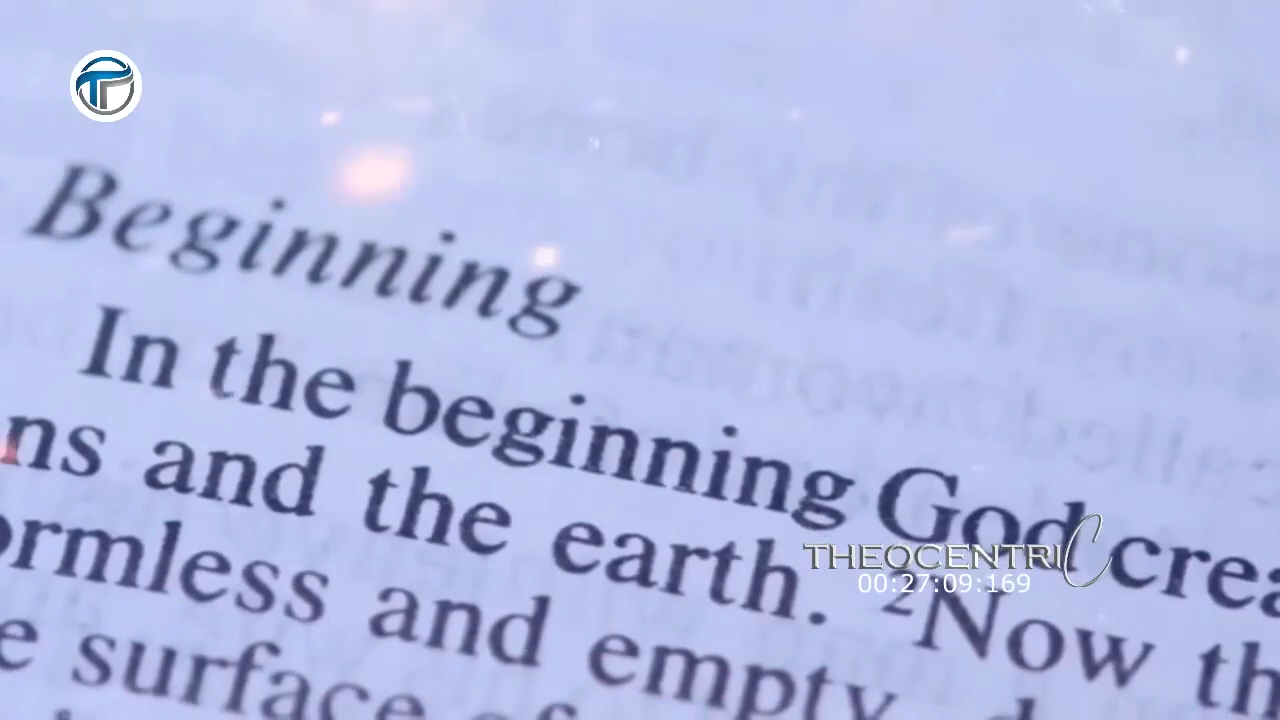 Beginning
In the beginning God crea
ns and the earth. ²Now th
ormless and empty, d
e surface of
THEOCENTRIC
00:27:09:169